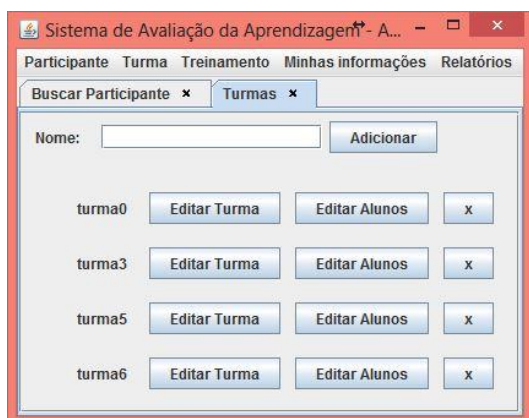 Sistema de Avaliação da Aprendizagem - A...
Participante Turma Treinamento Minhas informações Relatórios
Buscar Participante x Turmas x
Nome: Adicionar
turma0 Editar Turma Editar Alunos x
turma3 Editar Turma Editar Alunos x
turma5 Editar Turma Editar Alunos x
turma6 Editar Turma Editar Alunos x